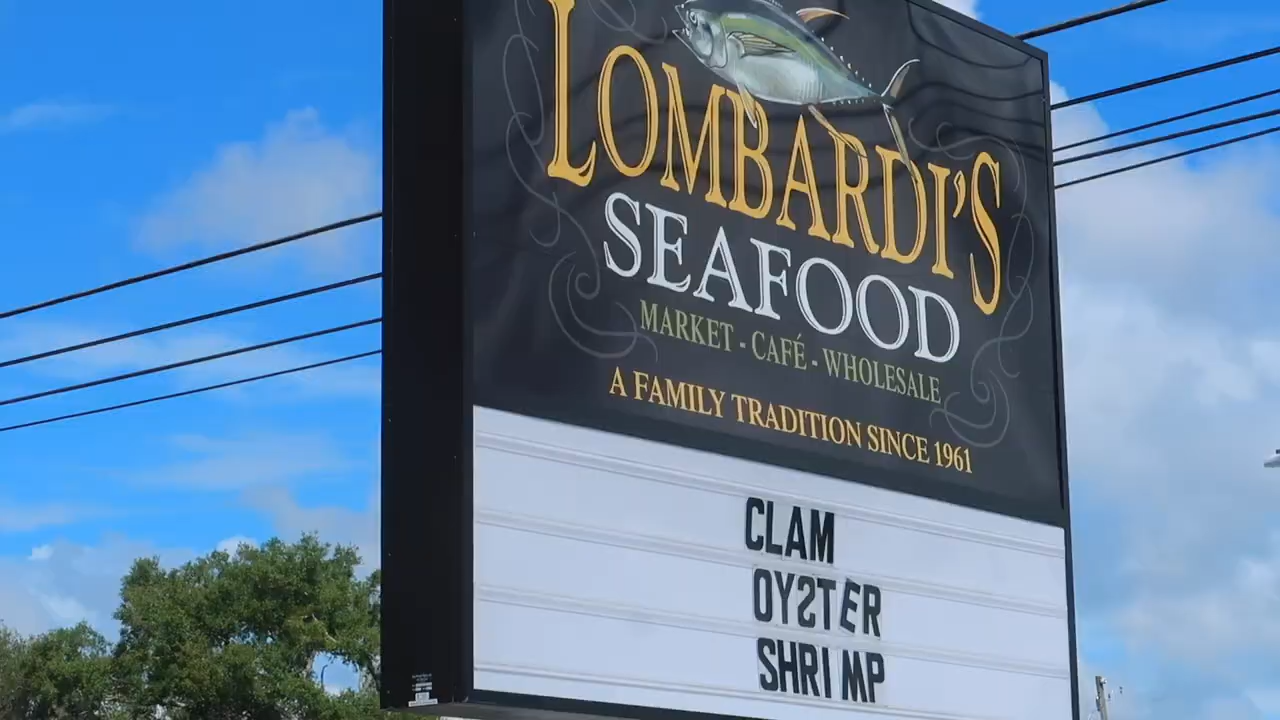 LOMBARDI'S
SEAFOOD
MARKET - CAFÉ - WHOLESALE
A FAMILY TRADITION SINCE 1961
CLAM
OYSTER
SHRIMP